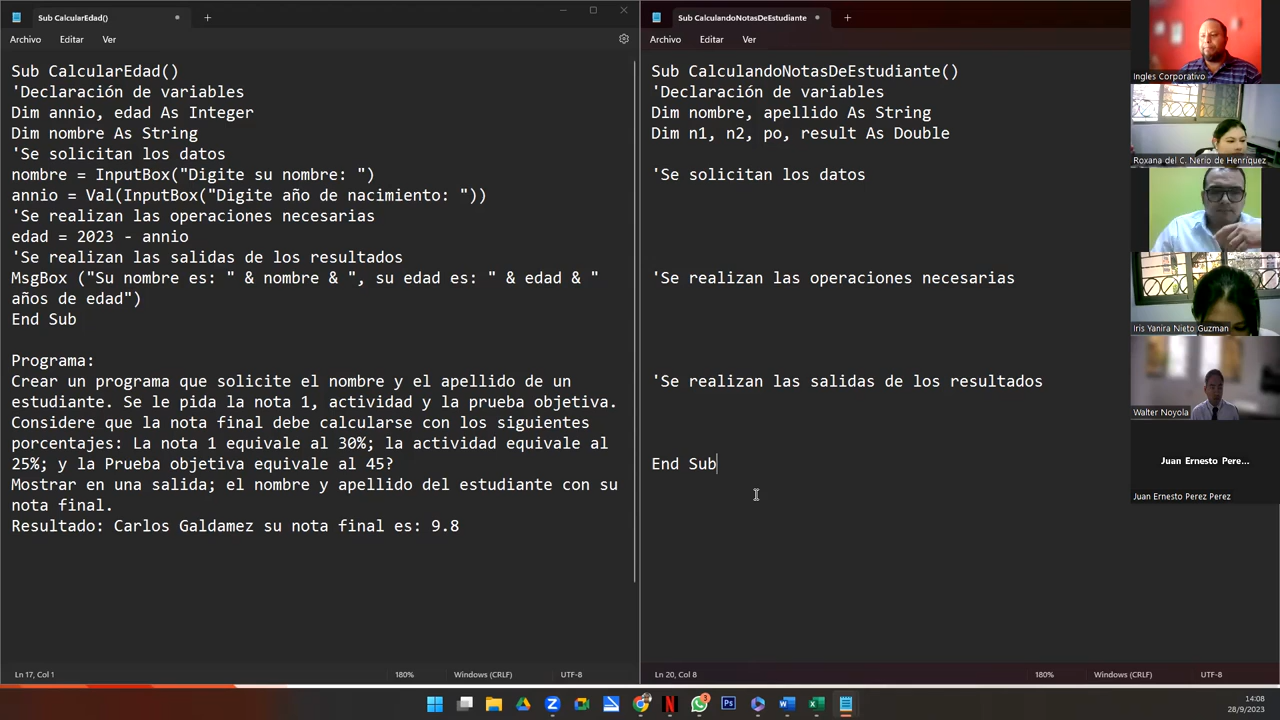 Sub CalcularEdad()
Archivo
Editar
Ver
Sub CalcularEdad()
'Declaración de variables
Dim annio, edad As Integer
Dim nombre As String
'Se solicitan los datos
nombre = InputBox("Digite su nombre: ")
annio = Val(InputBox("Digite año de nacimiento: "))
'Se realizan las operaciones necesarias
edad = 2023 - annio
'Se realizan las salidas de los resultados
MsgBox ("Su nombre es: " & nombre & ", su edad es: " & edad & "
años de edad")
End Sub
Programa:
Crear un programa que solicite el nombre y el apellido de un
estudiante. Se le pida la nota 1, actividad y la prueba objetiva.
Considere que la nota final debe calcularse con los siguientes
porcentajes: La nota 1 equivale al 30%; la actividad equivale al
25%; y la Prueba objetiva equivale al 45?
Mostrar en una salida; el nombre y apellido del estudiante con su
nota final.
Resultado: Carlos Galdamez su nota final es: 9.8
Ln 17, Col 1
180%
Windows (CRLF)
UTF-8
Sub CalculandoNotasDeEstudiante
Archivo
Editar
Ver
Sub CalculandoNotasDeEstudiante()
'Declaración de variables
Dim nombre, apellido As String
Dim n1, n2, po, result As Double
'Se solicitan los datos
'Se realizan las operaciones necesarias
'Se realizan las salidas de los resultados
End Sub
Ln 20, Col 8
180%
Windows (CRLF)
UTF-8
Ingles Corporativo
Roxana del C. Nerio de Henríquez
Iris Yanira Nieto Guzman
Walter Noyola
Juan Ernesto Pere...
Juan Ernesto Perez Perez
3
14:08
28/9/2023